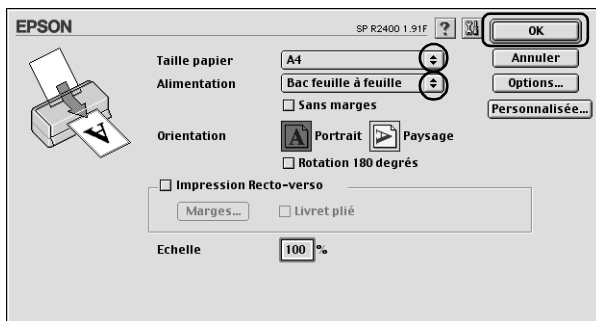 EPSON
SP R2400 1.91F ? OK
Taille papier A4 Annuler
Alimentation Bac feuille à feuille Options...
Sans marges Personnalisée...
Orientation A Portrait A Paysage
Rotation 180 degrés
Impression Recto-verso
Marges... Livret plié
Echelle 100 %
A